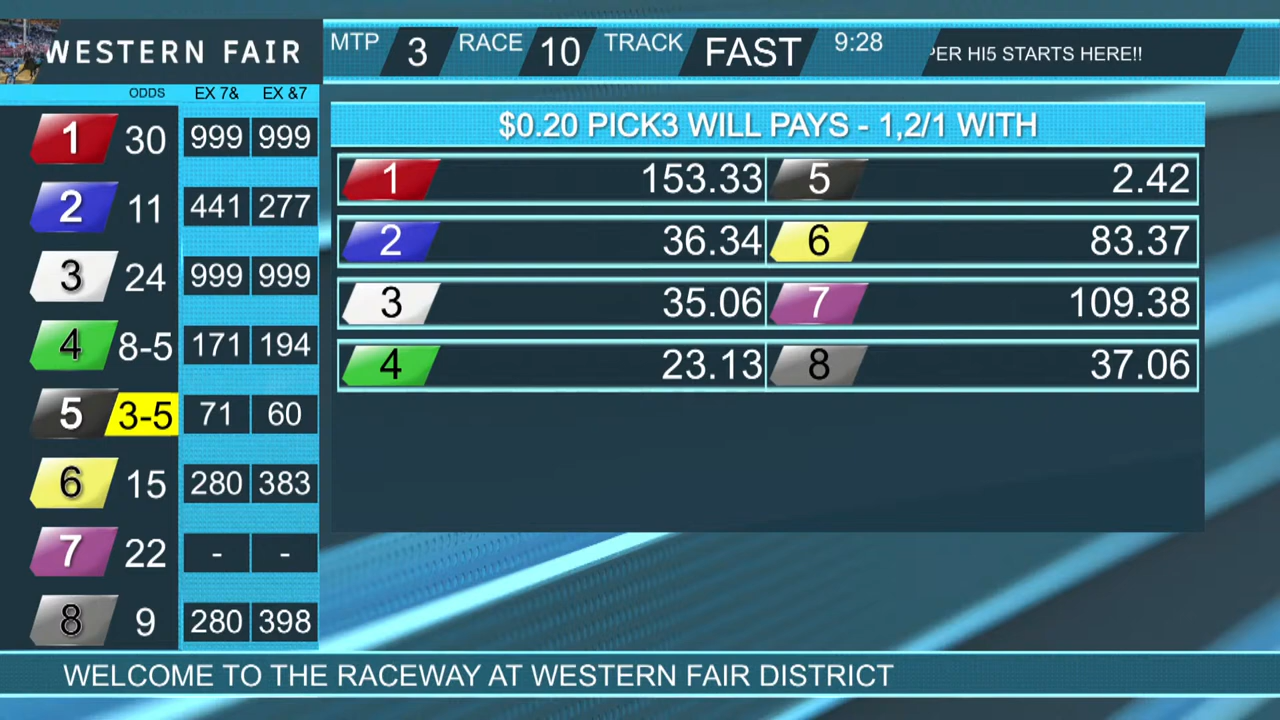 WESTERN FAIR
MTP 3 RACE 10 TRACK FAST 9:28
PER HI5 STARTS HERE!!
ODDS EX 7& EX &7
1 30 999 999
2 11 441 277
3 24 999 999
4 8-5 171 194
5 3-5 71 60
6 15 280 383
7 22 - -
8 9 280 398
$0.20 PICK3 WILL PAYS - 1,2/1 WITH
1 153.33 5 2.42
2 36.34 6 83.37
3 35.06 7 109.38
4 23.13 8 37.06
WELCOME TO THE RACEWAY AT WESTERN FAIR DISTRICT